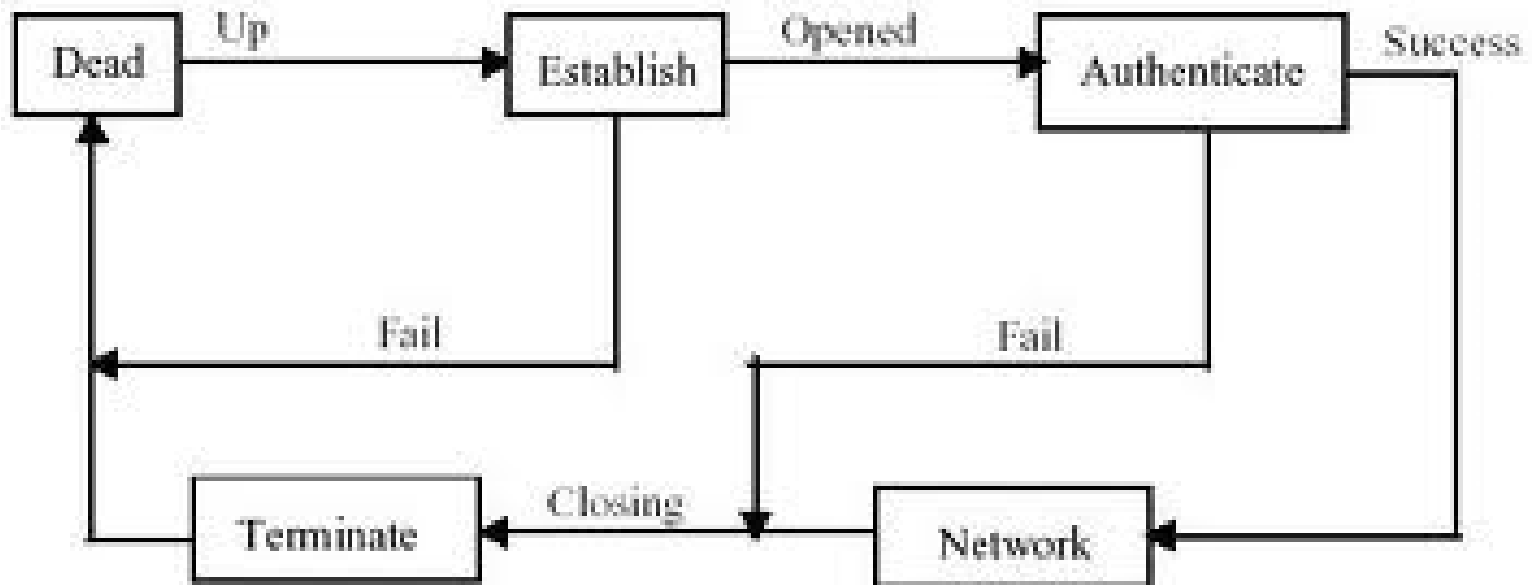 Up
Opened
Success
Dead
Establish
Authenticate
Fail
Fail
Closing
Terminate
Network